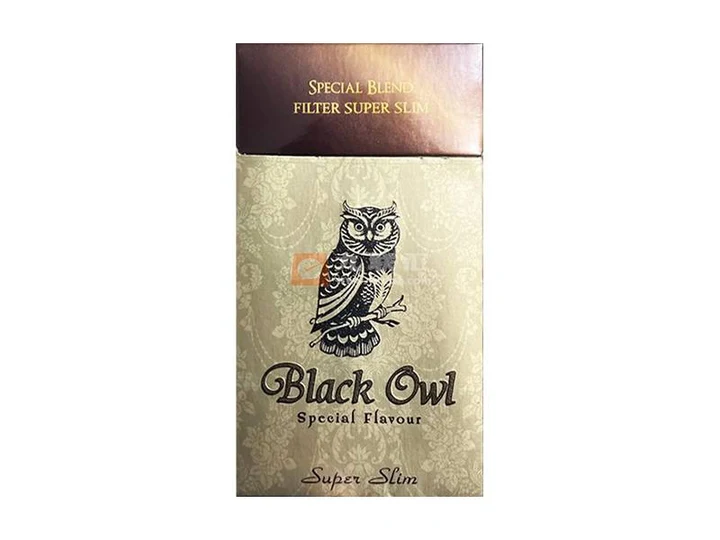 SPECIAL BLEND
FILTER SUPER SLIM
Black Owl
Special Flavour
Super Slim